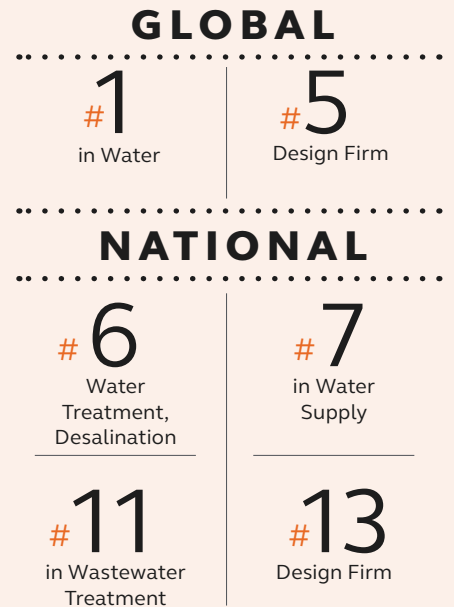 GLOBAL
#1
in Water
#5
Design Firm
NATIONAL
#6
Water
Treatment,
Desalination
#7
in Water
Supply
#11
in Wastewater
Treatment
#13
Design Firm